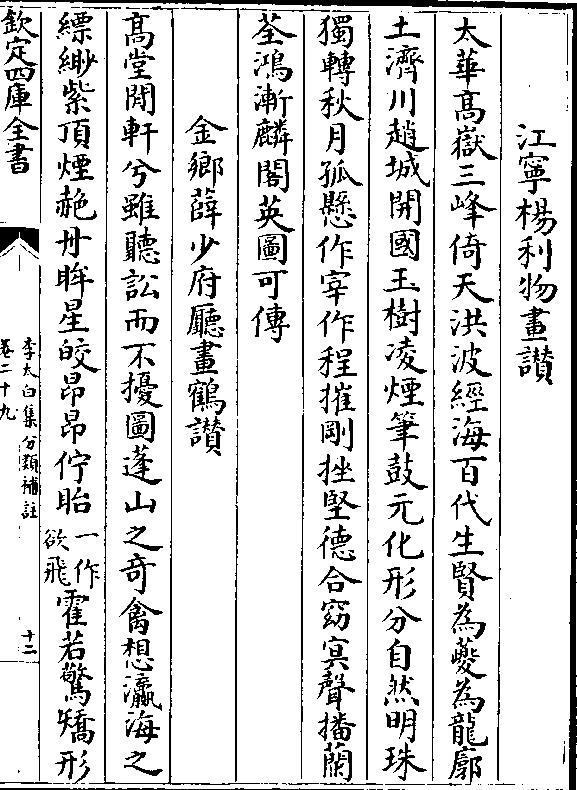 江寧楊利物畫讃
太華髙嶽三峰倚天洪波經海百代生賢為夔為龍廓
土濟川趙城開國玉樹凌煙筆鼓元化形分自然明珠
獨轉秋月孤懸作宰作程摧剛挫堅德合窈冥聲播蘭
荃鴻漸麟閣英圖可傳
金鄉薛少府廳畫鶴讃
髙堂閒軒兮雖聽訟而不擾圖蓬山之奇禽想瀛海之
縹緲紫頂煙赩丹眸星皎昂昂佇眙一作欲飛霍若驚矯形
欽定四庫全書
李太白集分類補註
卷二十九
十二